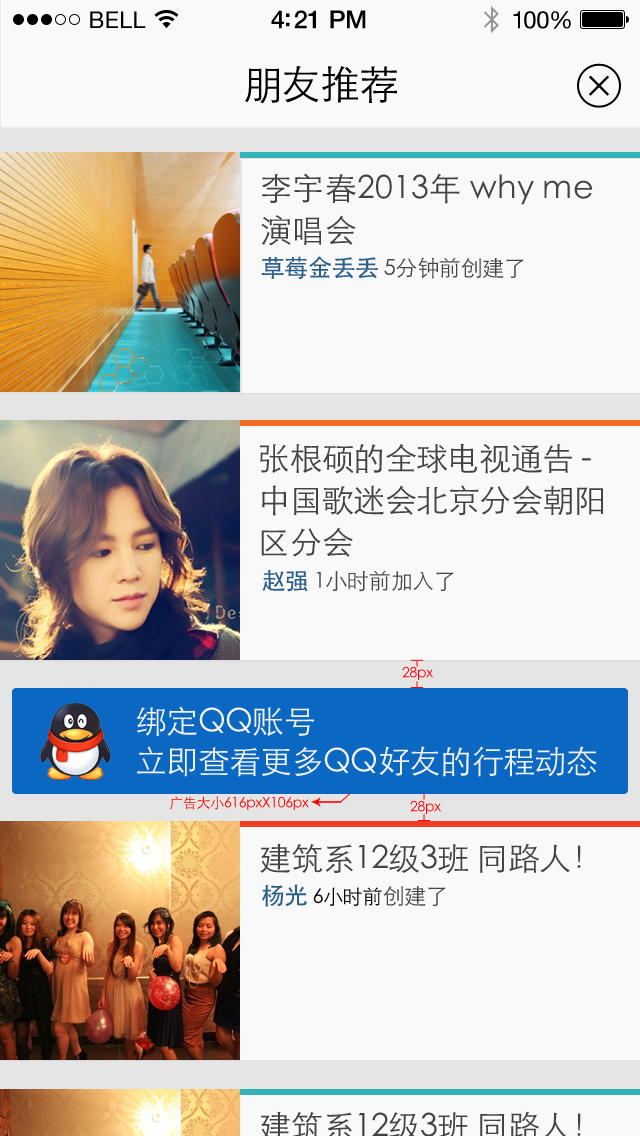 BELL 4:21 PM 100%
朋友推荐
李宇春2013年 why me
演唱会
草莓金丢丢 5分钟前创建了
张根硕的全球电视通告 -
中国歌迷会北京分会朝阳
区分会
赵强 1小时前加入了
28px
绑定QQ账号
立即查看更多QQ好友的行程动态
广告大小616pxX106px
28px
建筑系12级3班 同路人!
杨光 6小时前创建了
建筑系12级3班 同路人!